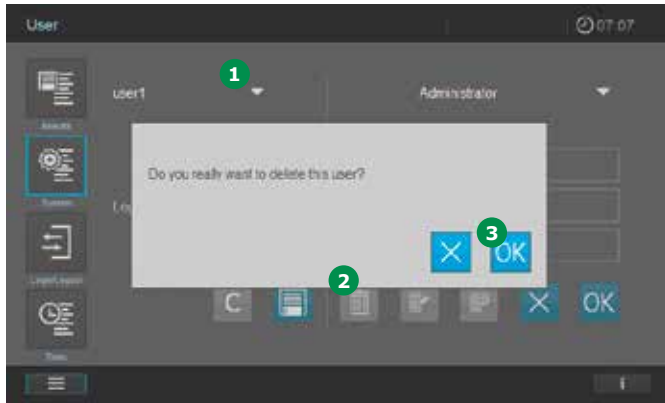 User
07:07
1
user1
Administrator
Results
Do you really want to delete this user?
System
3
OK
2
Login/Logout
C
OK
Timer
i